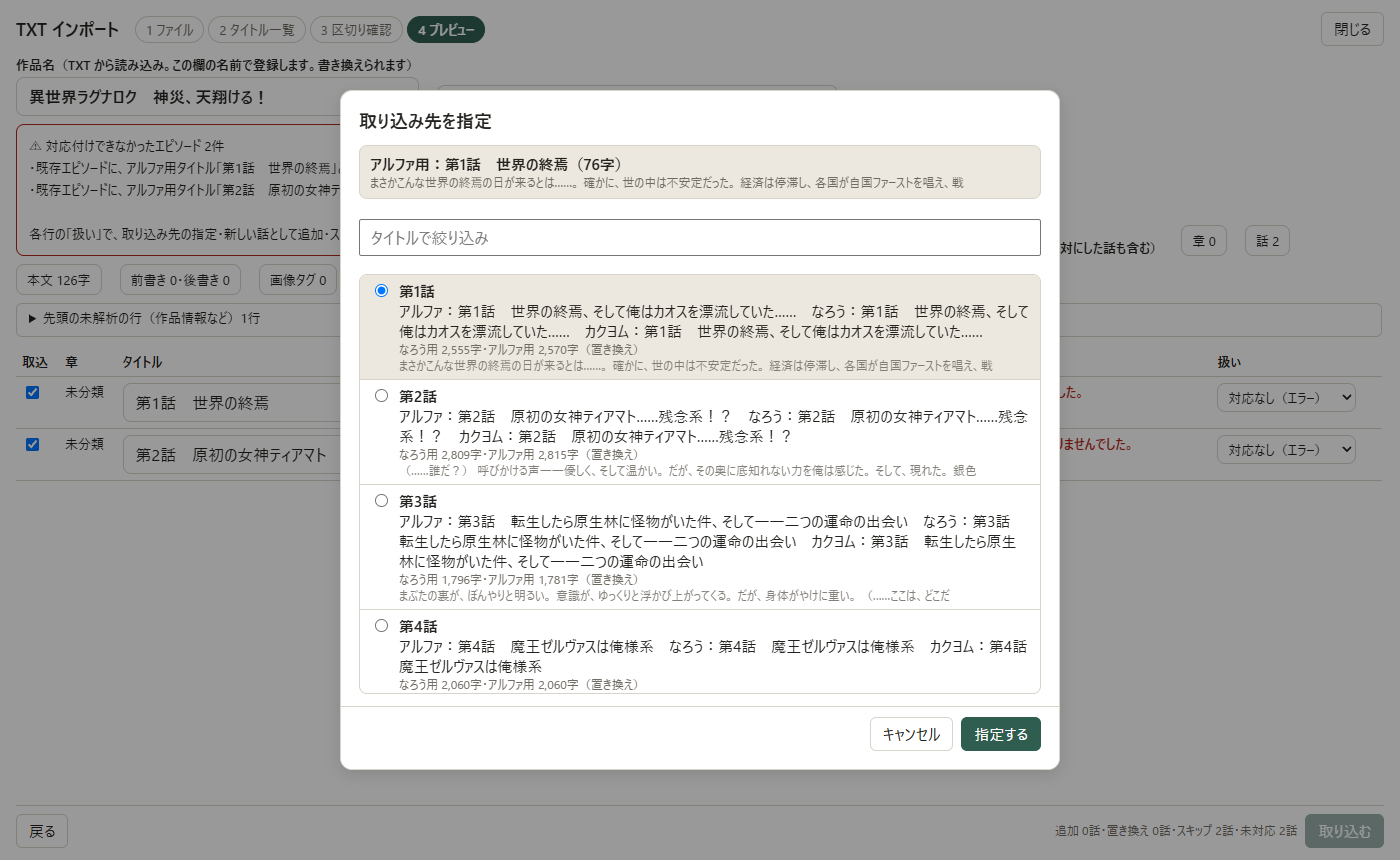 TXT インポート
1 ファイル
2 タイトル一覧
3 区切り確認
4 プレビュー
閉じる
作品名（TXT から読み込み。この欄の名前で登録します。書き換えられます）
異世界ラグナロク　神災、天翔ける！
⚠ 対応付けできなかったエピソード 2件
・既存エピソードに、アルファ用タイトル「第1話　世界の終焉」
・既存エピソードに、アルファ用タイトル「第2話　原初の女神テ
各行の「扱い」で、取り込み先の指定・新しい話として追加・ス
対にした話も含む）
章 0
話 2
本文 126字
前書き 0・後書き 0
画像タグ 0
▶ 先頭の未解析の行（作品情報など）1行
取込
章
タイトル
扱い
未分類
第1話　世界の終焉
した。
対応なし（エラー）
未分類
第2話　原初の女神ティアマト
りませんでした。
対応なし（エラー）
取り込み先を指定
アルファ用：第1話　世界の終焉（76字）
まさかこんな世界の終焉の日が来るとは……。確かに、世の中は不安定だった。経済は停滞し、各国が自国ファーストを唱え、戦
タイトルで絞り込み
第1話
アルファ：第1話　世界の終焉、そして俺はカオスを漂流していた……　なろう：第1話　世界の終焉、そして
俺はカオスを漂流していた……　カクヨム：第1話　世界の終焉、そして俺はカオスを漂流していた……
なろう用 2,555字・アルファ用 2,570字（置き換え）
まさかこんな世界の終焉の日が来るとは……。確かに、世の中は不安定だった。経済は停滞し、各国が自国ファーストを唱え、戦
第2話
アルファ：第2話　原初の女神ティアマト……残念系！？　なろう：第2話　原初の女神ティアマト……残念
系！？　カクヨム：第2話　原初の女神ティアマト……残念系！？
なろう用 2,809字・アルファ用 2,815字（置き換え）
（……誰だ？） 呼びかける声――優しく、そして温かい。だが、その奥に底知れない力を俺は感じた。そして、現れた。銀色
第3話
アルファ：第3話　転生したら原生林に怪物がいた件、そして――二つの運命の出会い　なろう：第3話
転生したら原生林に怪物がいた件、そして――二つの運命の出会い　カクヨム：第3話　転生したら原生
林に怪物がいた件、そして――二つの運命の出会い
なろう用 1,796字・アルファ用 1,781字（置き換え）
まぶたの裏が、ぼんやりと明るい。意識が、ゆっくりと浮かび上がってくる。だが、身体がやけに重い。（……ここは、どこだ
第4話
アルファ：第4話　魔王ゼルヴァスは俺様系　なろう：第4話　魔王ゼルヴァスは俺様系　カクヨム：第4話
魔王ゼルヴァスは俺様系
なろう用 2,060字・アルファ用 2,060字（置き換え）
キャンセル
指定する
戻る
追加 0話・置き換え 0話・スキップ 2話・未対応 2話
取り込む